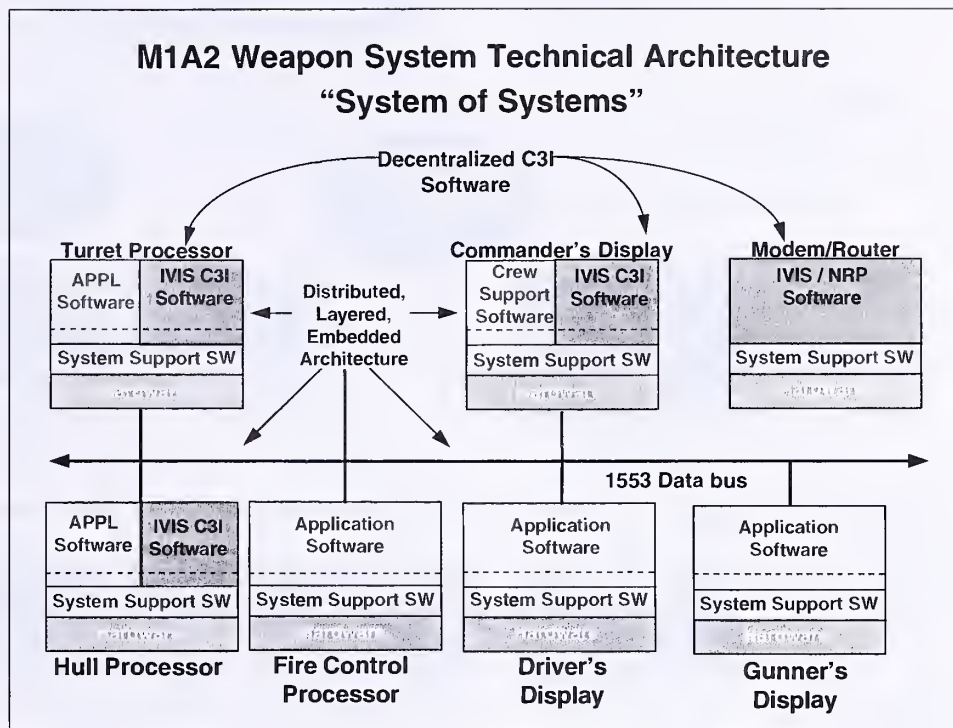 M1A2 Weapon System Technical Architecture
“System of Systems”
Decentralized C3I
Software
Turret Processor
APPL
Software
IVIS C3I
Software
System Support SW
Distributed,
Layered,
Embedded
Architecture
Commander's Display
Crew
Support
Software
IVIS C3I
Software
System Support SW
Modem/Router
IVIS / NRP
Software
System Support SW
1553 Data bus
APPL
Software
IVIS C3I
Software
System Support SW
Hull Processor
Application
Software
System Support SW
Fire Control
Processor
Application
Software
System Support SW
Driver's
Display
Application
Software
System Support SW
Gunner's
Display